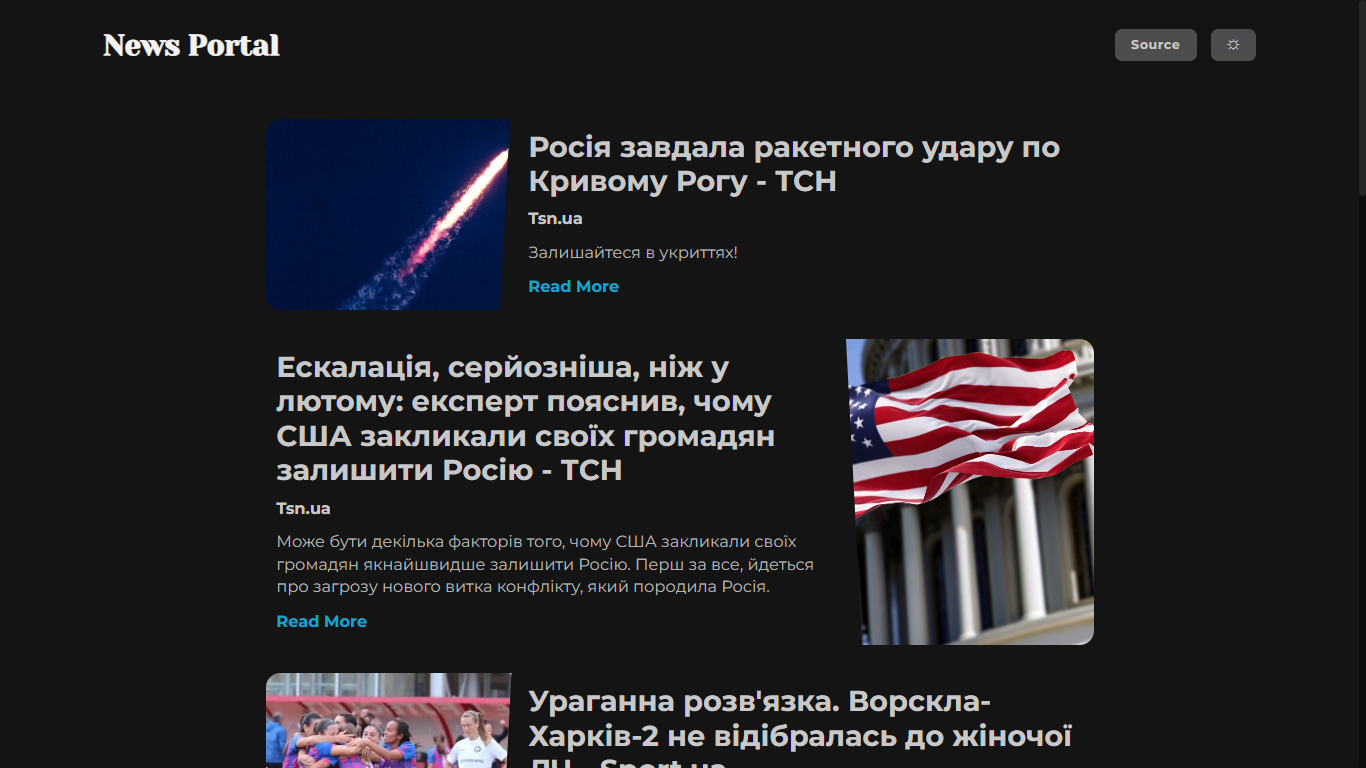 News Portal
Source
Росія завдала ракетного удару по
Кривому Рогу - ТСН
Tsn.ua
Залишайтеся в укриттях!
Read More
Ескалація, серйозніша, ніж у
лютому: експерт пояснив, чому
США закликали своїх громадян
залишити Росію - ТСН
Tsn.ua
Може бути декілька факторів того, чому США закликали своїх
громадян якнайшвидше залишити Росію. Перш за все, йдеться
про загрозу нового витка конфлікту, який породила Росія.
Read More
Ураганна розв'язка. Ворскла-
Харків-2 не відібралась до жіночої
ЛЧ - Sport.ua